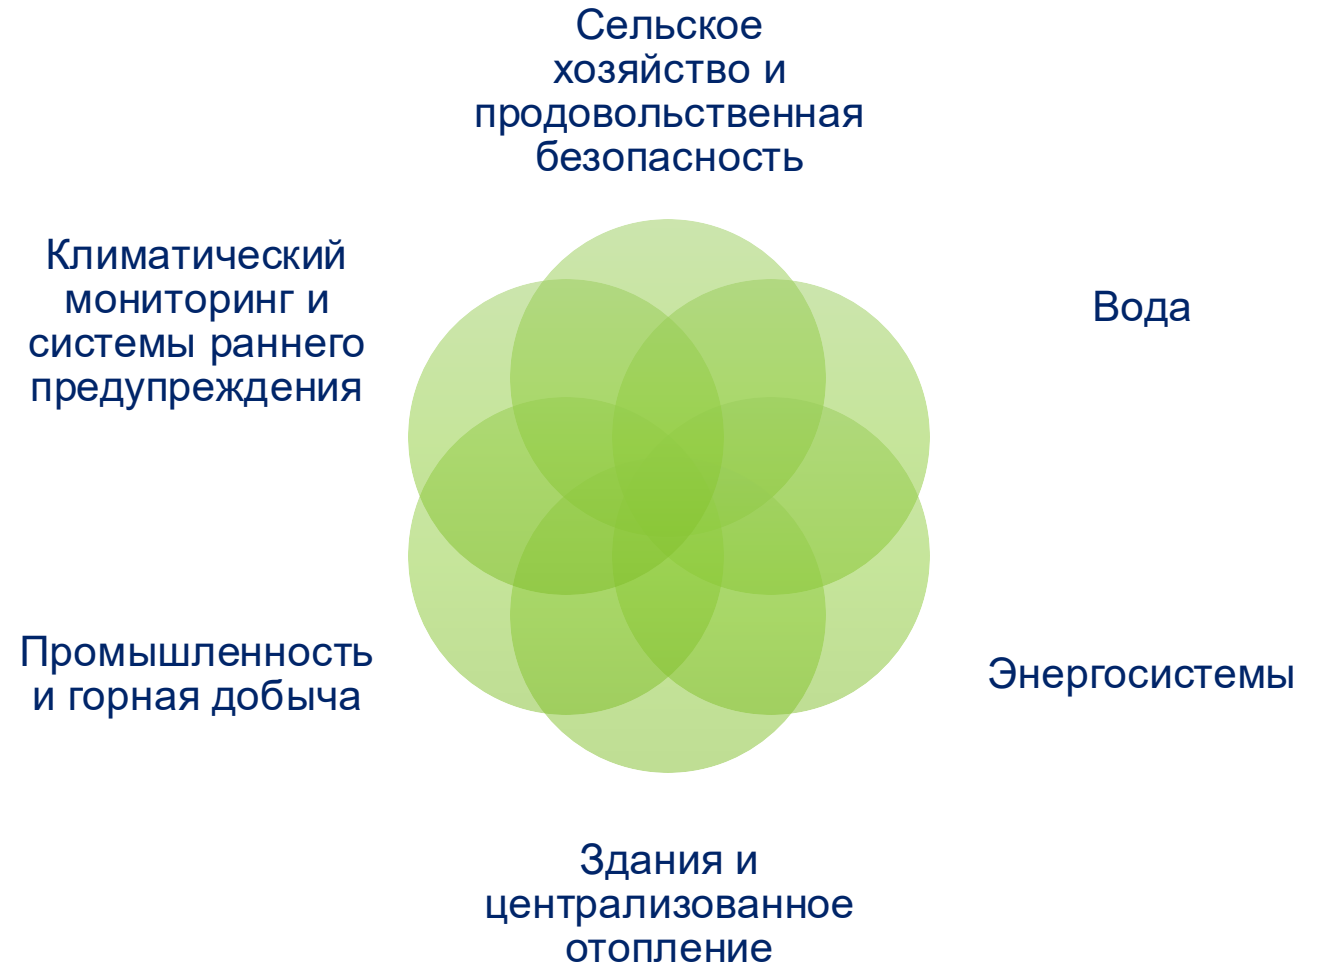 Сельское
хозяйство и
продовольственная
безопасность
Климатический
мониторинг и
системы раннего
предупреждения
Вода
Промышленность
и горная добыча
Энергосистемы
Здания и
централизованное
отопление